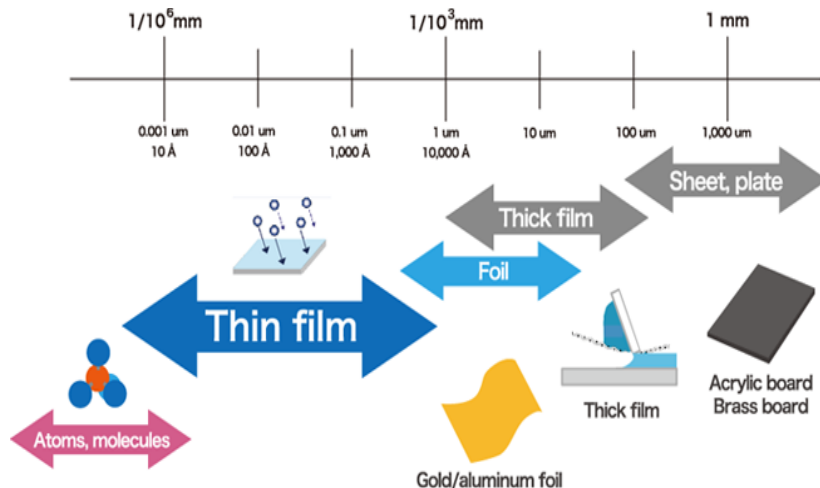 1/10⁶mm
1/10³mm
1 mm
0.001 um
0.01 um
0.1 um
1 um
10 um
100 um
1,000 um
10 Å
100 Å
1,000 Å
10,000 Å
Sheet, plate
Thick film
Foil
Thin film
Atoms, molecules
Thick film
Acrylic board
Brass board
Gold/aluminum foil